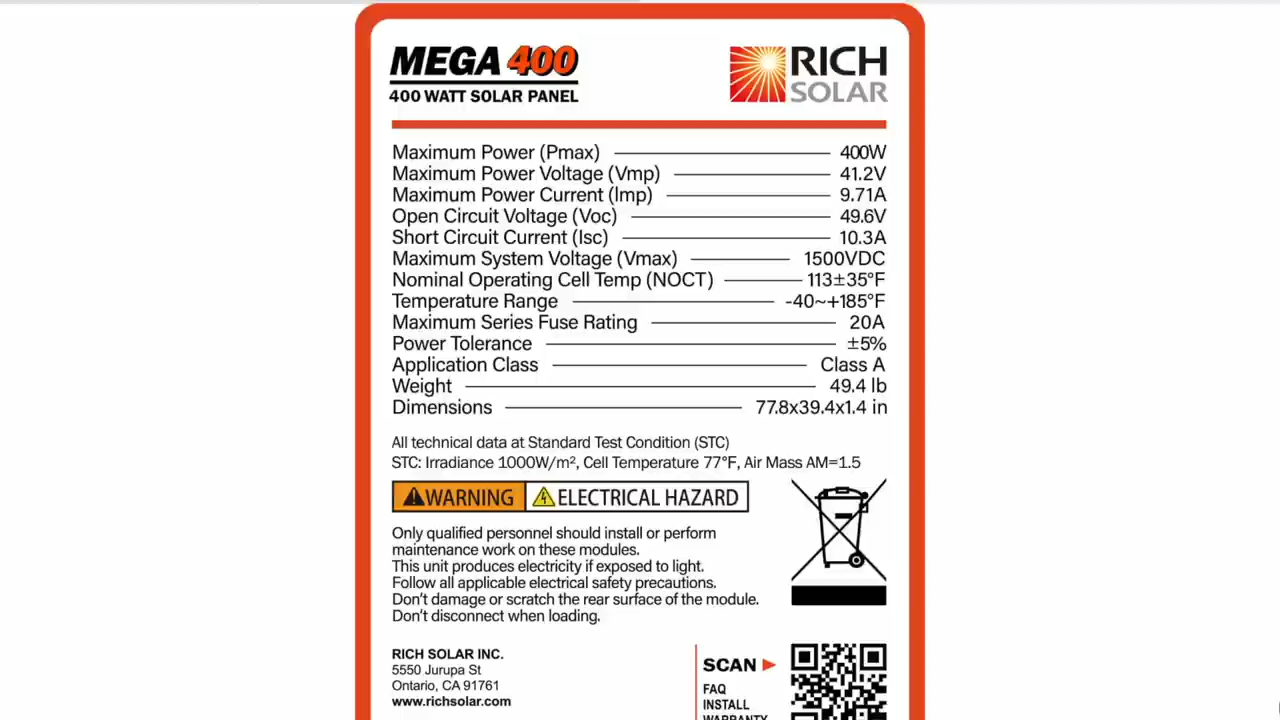 MEGA 400
400 WATT SOLAR PANEL
RICH
SOLAR
Maximum Power (Pmax) 400W
Maximum Power Voltage (Vmp) 41.2V
Maximum Power Current (Imp) 9.71A
Open Circuit Voltage (Voc) 49.6V
Short Circuit Current (Isc) 10.3A
Maximum System Voltage (Vmax) 1500VDC
Nominal Operating Cell Temp (NOCT) 113±35°F
Temperature Range -40~+185°F
Maximum Series Fuse Rating 20A
Power Tolerance ±5%
Application Class Class A
Weight 49.4 lb
Dimensions 77.8x39.4x1.4 in
All technical data at Standard Test Condition (STC)
STC: Irradiance 1000W/m², Cell Temperature 77°F, Air Mass AM=1.5
WARNING ELECTRICAL HAZARD
Only qualified personnel should install or perform
maintenance work on these modules.
This unit produces electricity if exposed to light.
Follow all applicable electrical safety precautions.
Don't damage or scratch the rear surface of the module.
Don't disconnect when loading.
RICH SOLAR INC.
5550 Jurupa St
Ontario, CA 91761
www.richsolar.com
SCAN
FAQ
INSTALL
WARRANTY